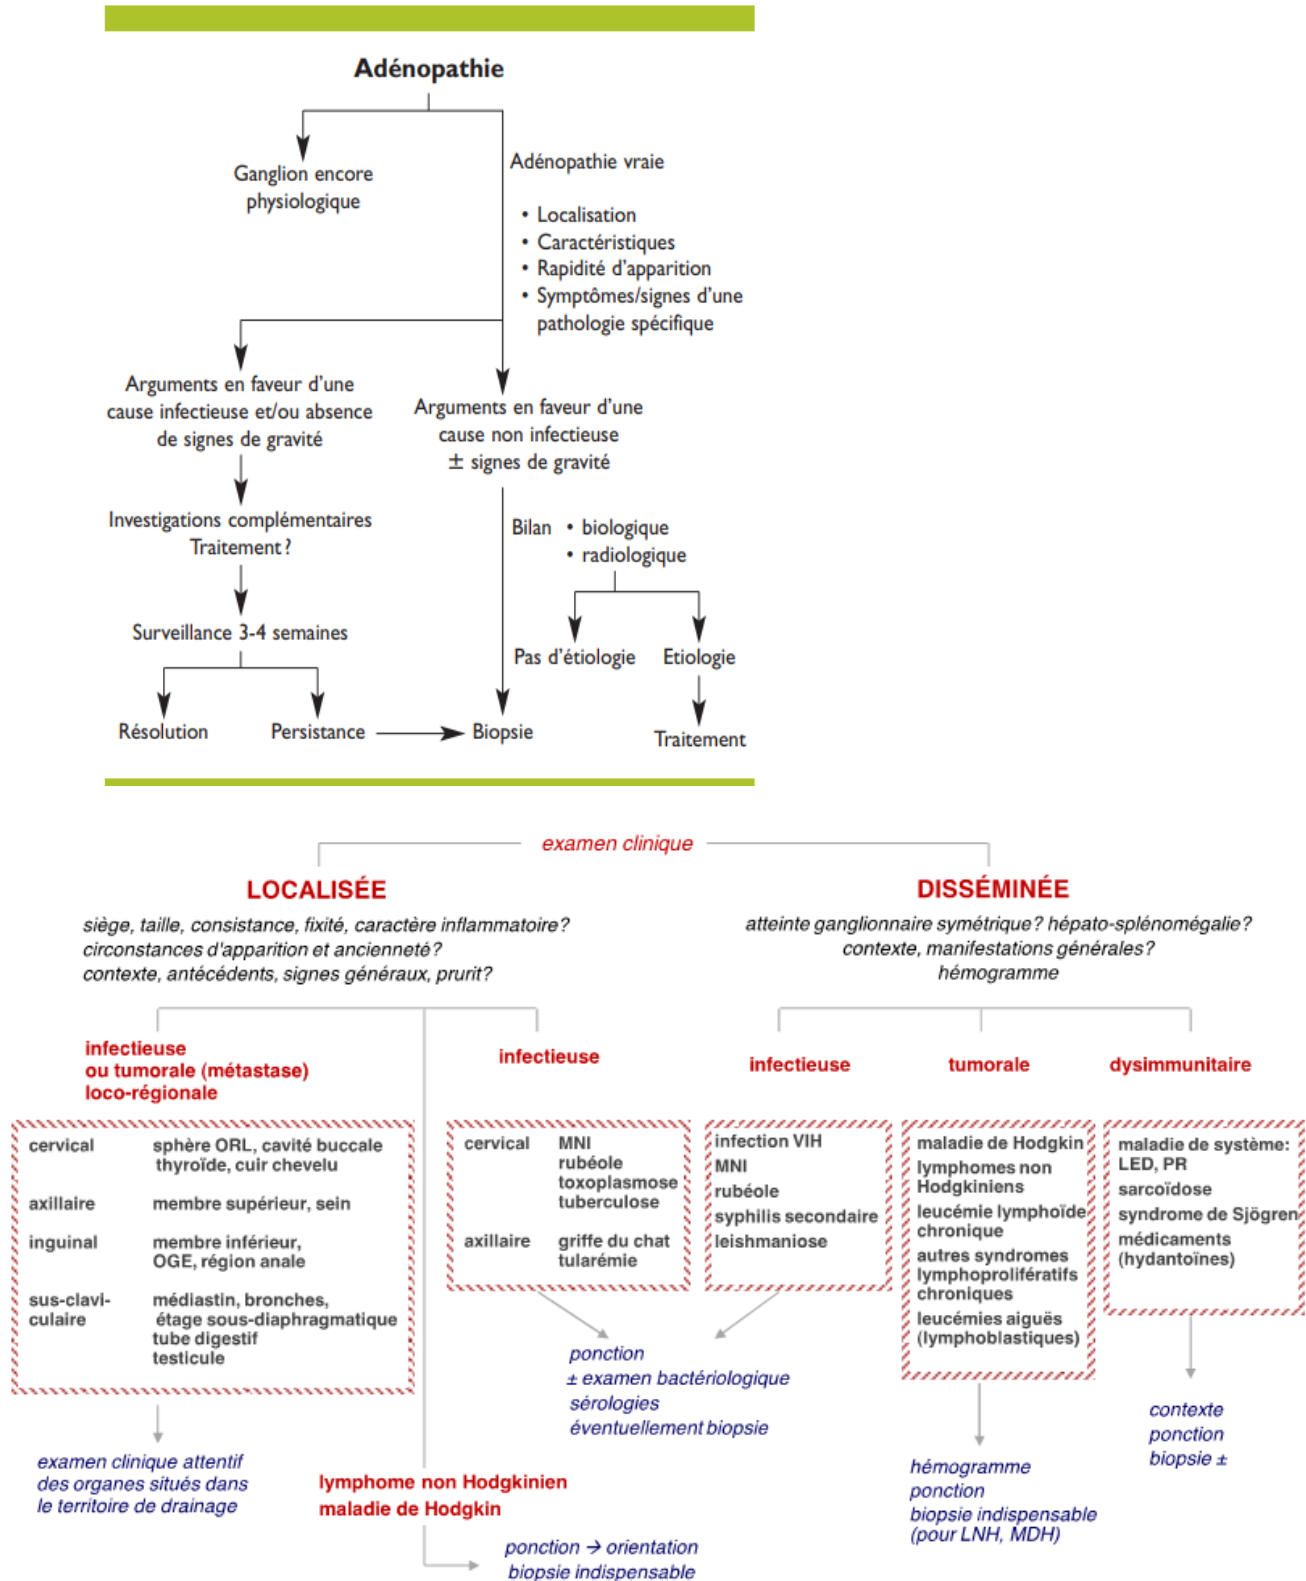 Adénopathie
Ganglion encore
physiologique
Adénopathie vraie
• Localisation
• Caractéristiques
• Rapidité d'apparition
• Symptômes/signes d'une
pathologie spécifique
Arguments en faveur d'une
cause infectieuse et/ou absence
de signes de gravité
Arguments en faveur d'une
cause non infectieuse
± signes de gravité
Investigations complémentaires
Traitement ?
Bilan • biologique
• radiologique
Surveillance 3-4 semaines
Pas d'étiologie
Etiologie
Résolution
Persistance
Biopsie
Traitement
examen clinique
LOCALISÉE
siège, taille, consistance, fixité, caractère inflammatoire?
circonstances d'apparition et ancienneté?
contexte, antécédents, signes généraux, prurit?
DISSÉMINÉE
atteinte ganglionnaire symétrique? hépato-splénomégalie?
contexte, manifestations générales?
hémogramme
infectieuse
ou tumorale (métastase)
loco-régionale
cervical sphère ORL, cavité buccale
thyroïde, cuir chevelu
axillaire membre supérieur, sein
inguinal membre inférieur,
OGE, région anale
sus-clavi- médiastin, bronches,
culaire étage sous-diaphragmatique
tube digestif
testicule
examen clinique attentif
des organes situés dans
le territoire de drainage
lymphome non Hodgkinien
maladie de Hodgkin
ponction → orientation
biopsie indispensable
infectieuse
cervical MNI
rubéole
toxoplasmose
tuberculose
axillaire griffe du chat
tularémie
infectieuse
infection VIH
MNI
rubéole
syphilis secondaire
leishmaniose
ponction
± examen bactériologique
sérologies
éventuellement biopsie
tumorale
maladie de Hodgkin
lymphomes non
Hodgkiniens
leucémie lymphoïde
chronique
autres syndromes
lymphoprolifératifs
chroniques
leucémies aiguës
(lymphoblastiques)
hémogramme
ponction
biopsie indispensable
(pour LNH, MDH)
dysimmunitaire
maladie de système:
LED, PR
sarcoïdose
syndrome de Sjögren
médicaments
(hydantoïnes)
contexte
ponction
biopsie ±